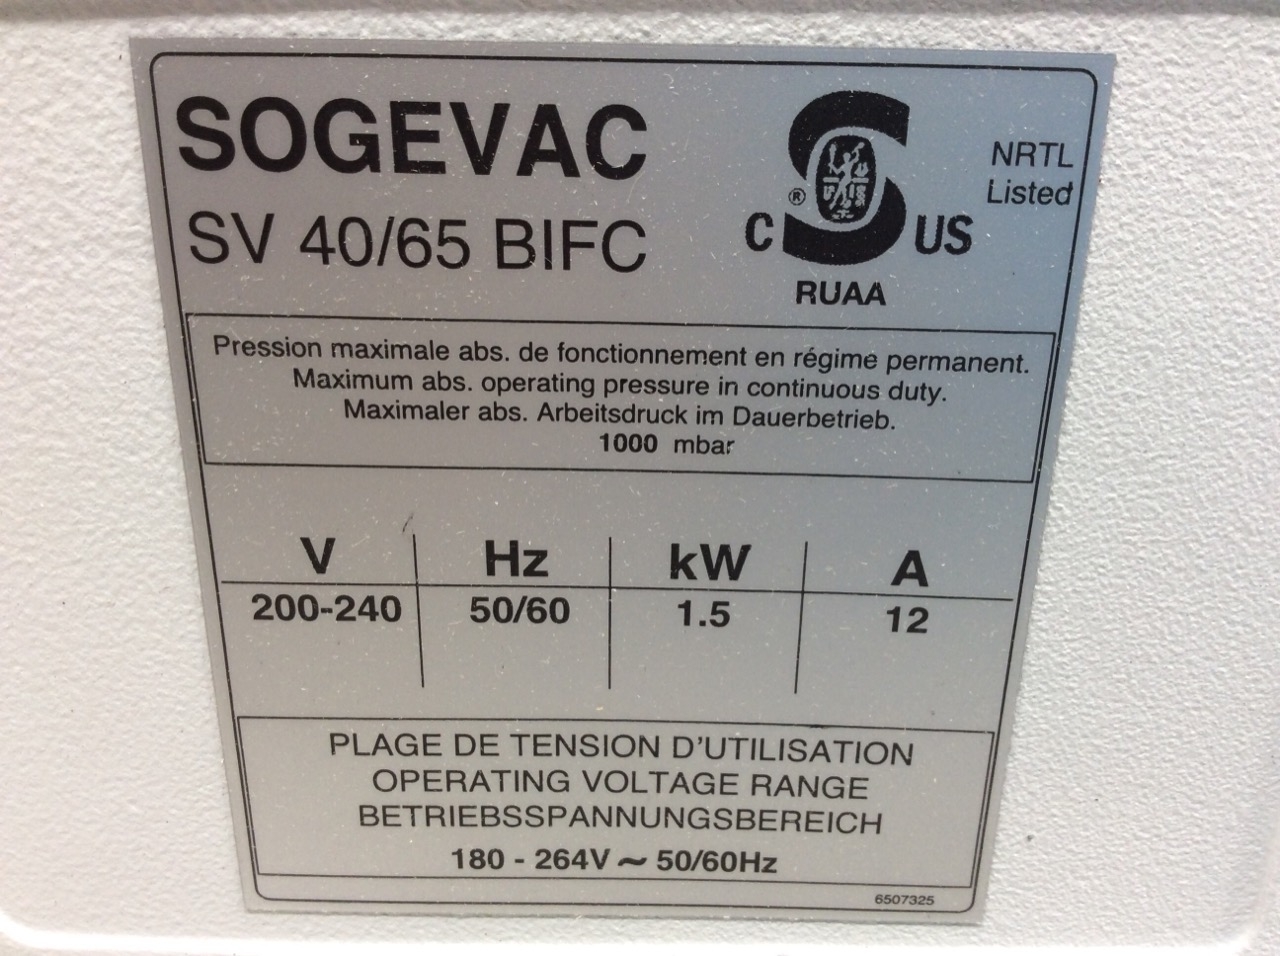 SOGEVAC
SV 40/65 BIFC
® C US
NRTL
Listed
RUAA
Pression maximale abs. de fonctionnement en régime permanent.
Maximum abs. operating pressure in continuous duty.
Maximaler abs. Arbeitsdruck im Dauerbetrieb.
1000 mbar
V Hz kW A
200-240 50/60 1.5 12
PLAGE DE TENSION D'UTILISATION
OPERATING VOLTAGE RANGE
BETRIEBSSPANNUNGSBEREICH
180 - 264V ~ 50/60Hz
6507325